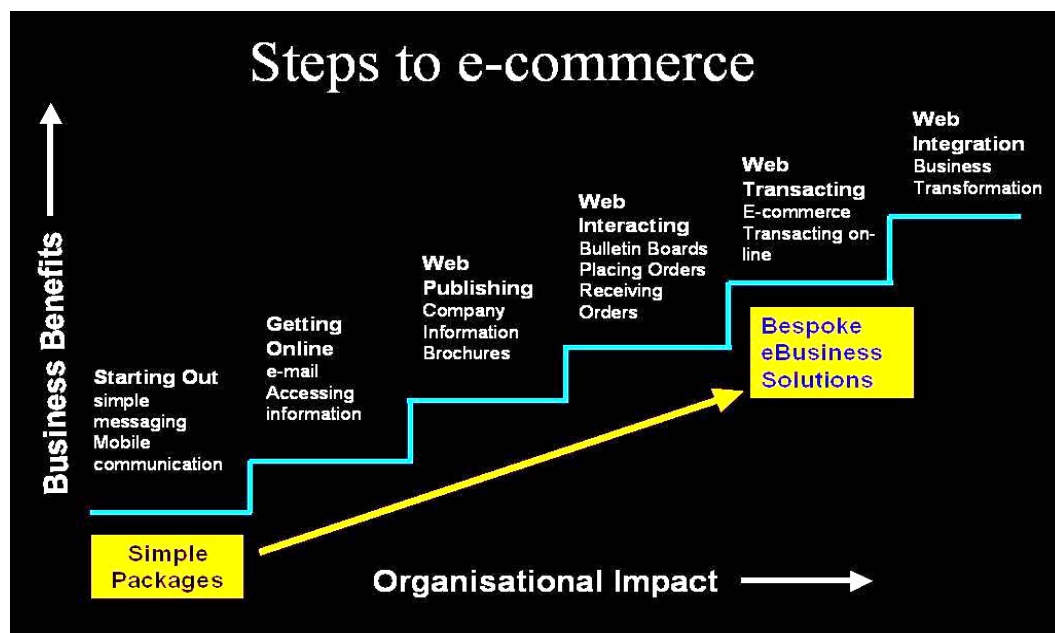 Steps to e-commerce
Business Benefits
Starting Out
simple
messaging
Mobile
communication
Getting
Online
e-mail
Accessing
information
Web
Publishing
Company
Information
Brochures
Web
Interacting
Bulletin Boards
Placing Orders
Receiving
Orders
Web
Transacting
E-commerce
Transacting on-
line
Web
Integration
Business
Transformation
Simple
Packages
Bespoke
eBusiness
Solutions
Organisational Impact